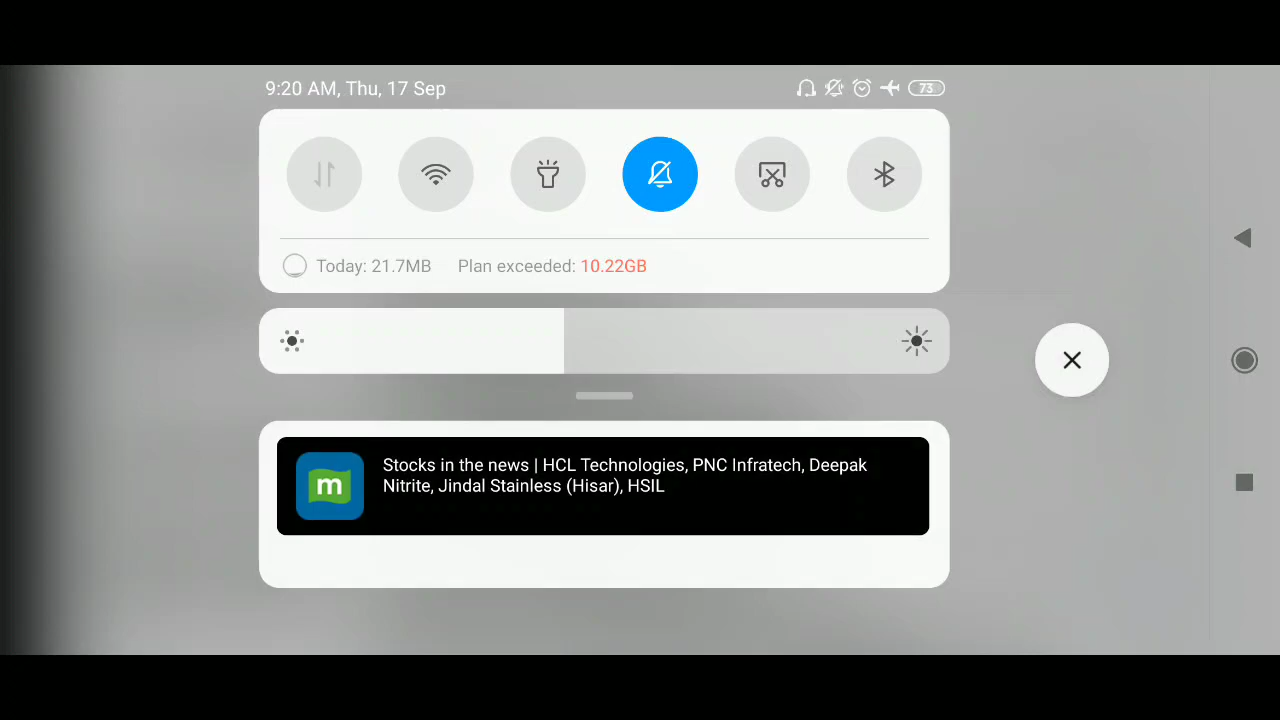 9:20 AM, Thu, 17 Sep
73
Today: 21.7MB Plan exceeded: 10.22GB
m
Stocks in the news | HCL Technologies, PNC Infratech, Deepak
Nitrite, Jindal Stainless (Hisar), HSIL